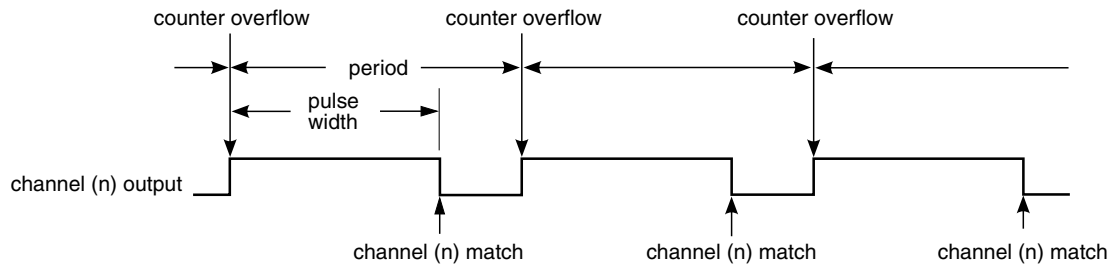 counter overflow
counter overflow
counter overflow
period
pulse
width
channel (n) output
channel (n) match
channel (n) match
channel (n) match